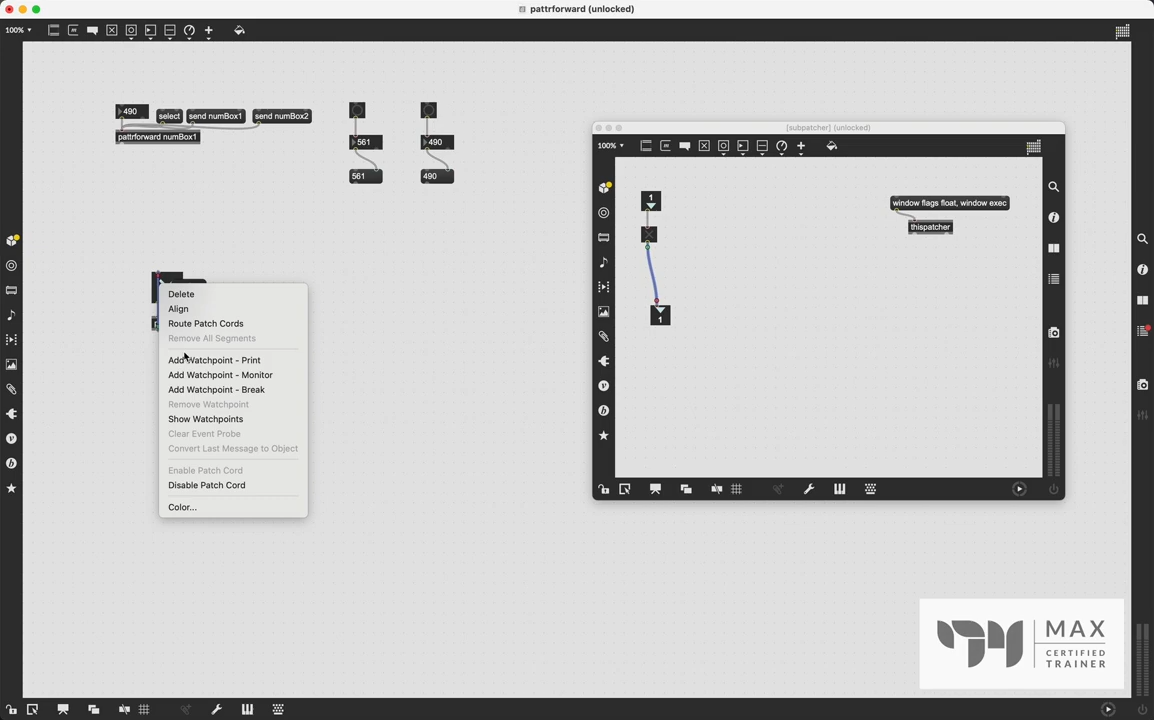 pattrforward (unlocked)
100%
490
select
send numBox1
send numBox2
pattrforward numBox1
561
490
561
490
[subpatcher] (unlocked)
100%
1
window flags float, window exec
thispatcher
1
Delete
Align
Route Patch Cords
Remove All Segments
Add Watchpoint - Print
Add Watchpoint - Monitor
Add Watchpoint - Break
Remove Watchpoint
Show Watchpoints
Clear Event Probe
Convert Last Message to Object
Enable Patch Cord
Disable Patch Cord
Color...
MAX
CERTIFIED
TRAINER